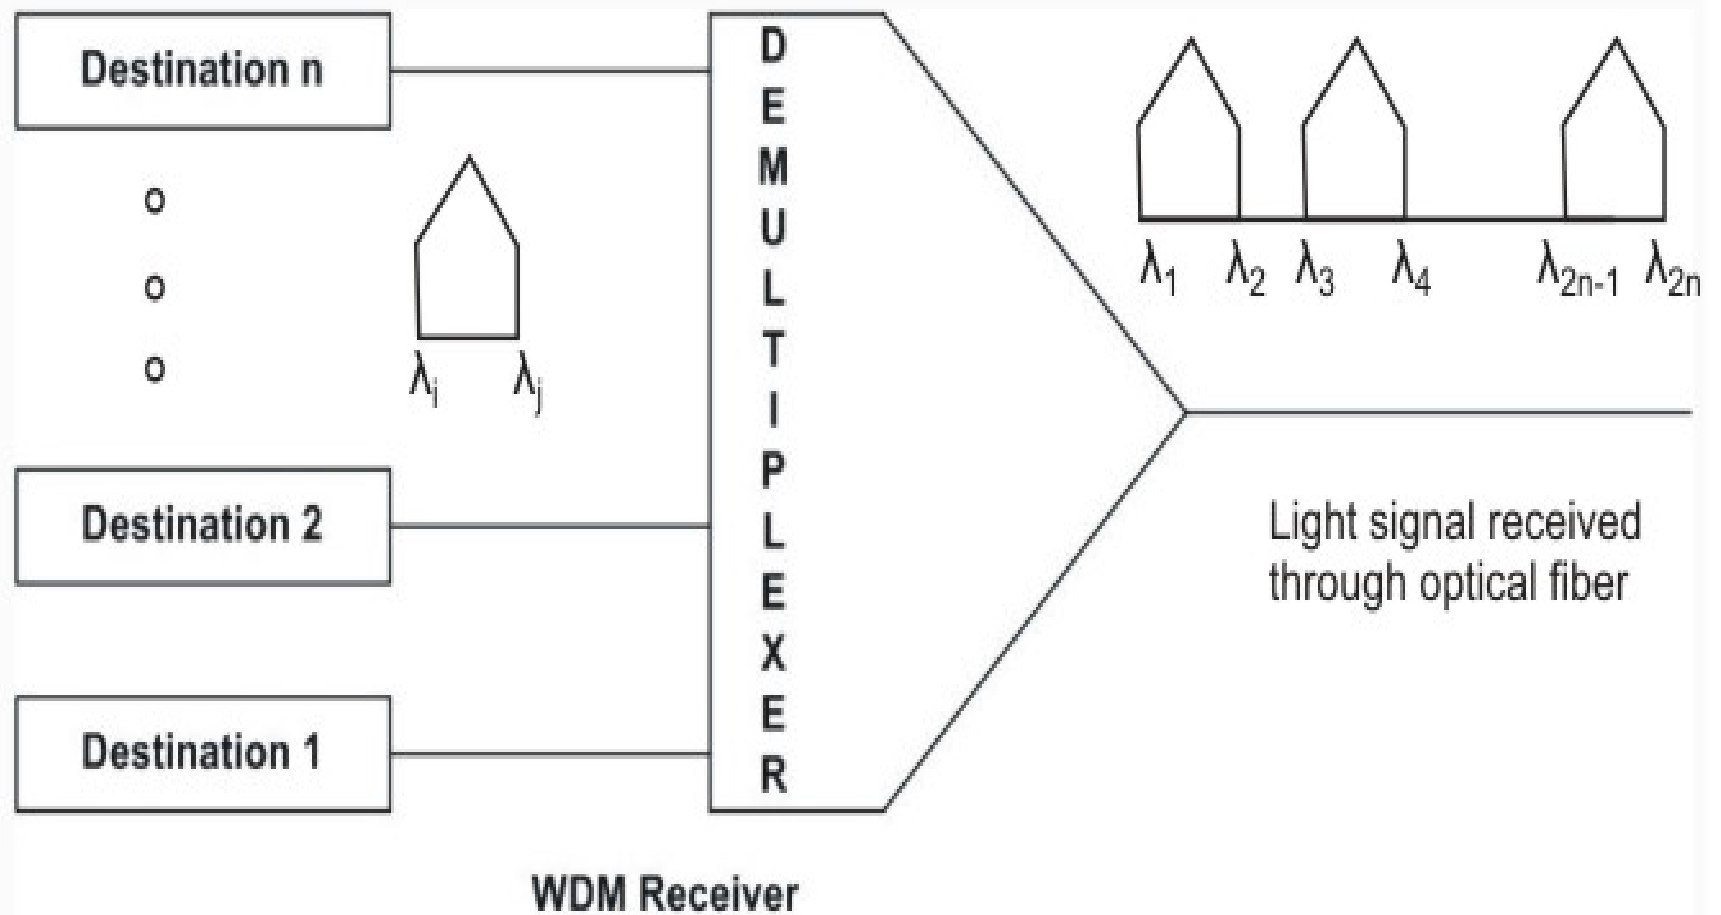 Destination n
o
o
o
λi λj
Destination 2
Destination 1
D
E
M
U
L
T
I
P
L
E
X
E
R
λ1 λ2 λ3 λ4 λ2n-1 λ2n
Light signal received
through optical fiber
WDM Receiver